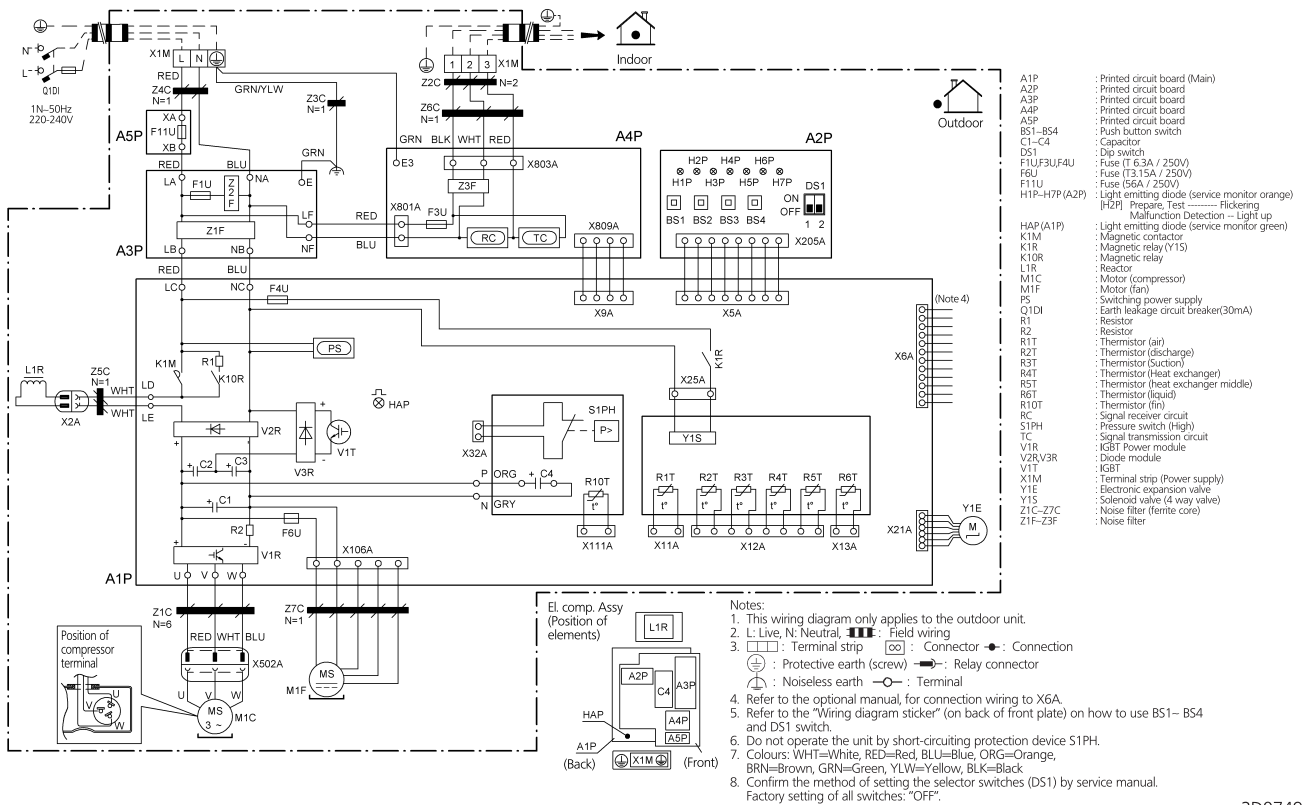 N
L
Q1DI
1N–50Hz
220-240V
X1M L N
RED
Z4C
N=1
GRN/YLW
Z3C
N=1
A5P
XA
F11U
XB
RED BLU GRN
LA NA E
F1U
Z2F
Z1F
LF
NF
A3P
LB NB
RED BLU
LC NC
F4U
Indoor
1 2 3 X1M
Z2C N=2
Z6C
N=1
GRN BLK WHT RED
A4P
E3
X803A
Z3F
X801A
F3U
RED
BLU
RC TC
X809A
X9A
A2P
H2P H4P H6P
H1P H3P H5P H7P
DS1
ON
OFF
1 2
BS1 BS2 BS3 BS4
X205A
X5A
Outdoor
(Note 4)
X6A
PS
K1M R1 K10R
K1R
X25A
Y1S
L1R
Z5C
N=1
WHT LD
WHT LE
X2A
HAP
V2R
V3R
V1T
+ -
+ -
+ C2 + C3
+ C1
R2
F6U
V1R
+ -
X32A
S1PH
P>
P ORG + C4
N GRY
R10T
t°
X111A
R1T R2T R3T R4T R5T R6T
t° t° t° t° t° t°
X11A X12A X13A
X21A
Y1E
M
X106A
A1P
U V W
Z1C
N=6
RED WHT BLU
X502A
U V W
MS
3 ~
M1C
Z7C
N=1
MS
M1F
Position of
compressor
terminal
U
V
W
El. comp. Assy
(Position of
elements)
L1R
A2P
C4
A3P
A4P
A5P
HAP
A1P
(Back)
X1M
(Front)
A1P : Printed circuit board (Main)
A2P : Printed circuit board
A3P : Printed circuit board
A4P : Printed circuit board
A5P : Printed circuit board
BS1–BS4 : Push button switch
C1–C4 : Capacitor
DS1 : Dip switch
F1U,F3U,F4U : Fuse (T 6.3A / 250V)
F6U : Fuse (T3.15A / 250V)
F11U : Fuse (56A / 250V)
H1P–H7P (A2P) : Light emitting diode (service monitor orange)
[H2P] Prepare, Test --------- Flickering
Malfunction Detection -- Light up
HAP (A1P) : Light emitting diode (service monitor green)
K1M : Magnetic contactor
K1R : Magnetic relay (Y1S)
K10R : Magnetic relay
L1R : Reactor
M1C : Motor (compressor)
M1F : Motor (fan)
PS : Switching power supply
Q1DI : Earth leakage circuit breaker(30mA)
R1 : Resistor
R2 : Resistor
R1T : Thermistor (air)
R2T : Thermistor (discharge)
R3T : Thermistor (Suction)
R4T : Thermistor (Heat exchanger)
R5T : Thermistor (heat exchanger middle)
R6T : Thermistor (liquid)
R10T : Thermistor (fin)
RC : Signal receiver circuit
S1PH : Pressure switch (High)
TC : Signal transmission circuit
V1R : IGBT Power module
V2R,V3R : Diode module
V1T : IGBT
X1M : Terminal strip (Power supply)
Y1E : Electronic expansion valve
Y1S : Solenoid valve (4 way valve)
Z1C–Z7C : Noise filter (ferrite core)
Z1F–Z3F : Noise filter
Notes:
1. This wiring diagram only applies to the outdoor unit.
2. L: Live, N: Neutral, : Field wiring
3. : Terminal strip : Connector : Connection
: Protective earth (screw) : Relay connector
: Noiseless earth : Terminal
4. Refer to the optional manual, for connection wiring to X6A.
5. Refer to the "Wiring diagram sticker" (on back of front plate) on how to use BS1– BS4
and DS1 switch.
6. Do not operate the unit by short-circuiting protection device S1PH.
7. Colours: WHT=White, RED=Red, BLU=Blue, ORG=Orange,
BRN=Brown, GRN=Green, YLW=Yellow, BLK=Black
8. Confirm the method of setting the selector switches (DS1) by service manual.
Factory setting of all switches: "OFF".